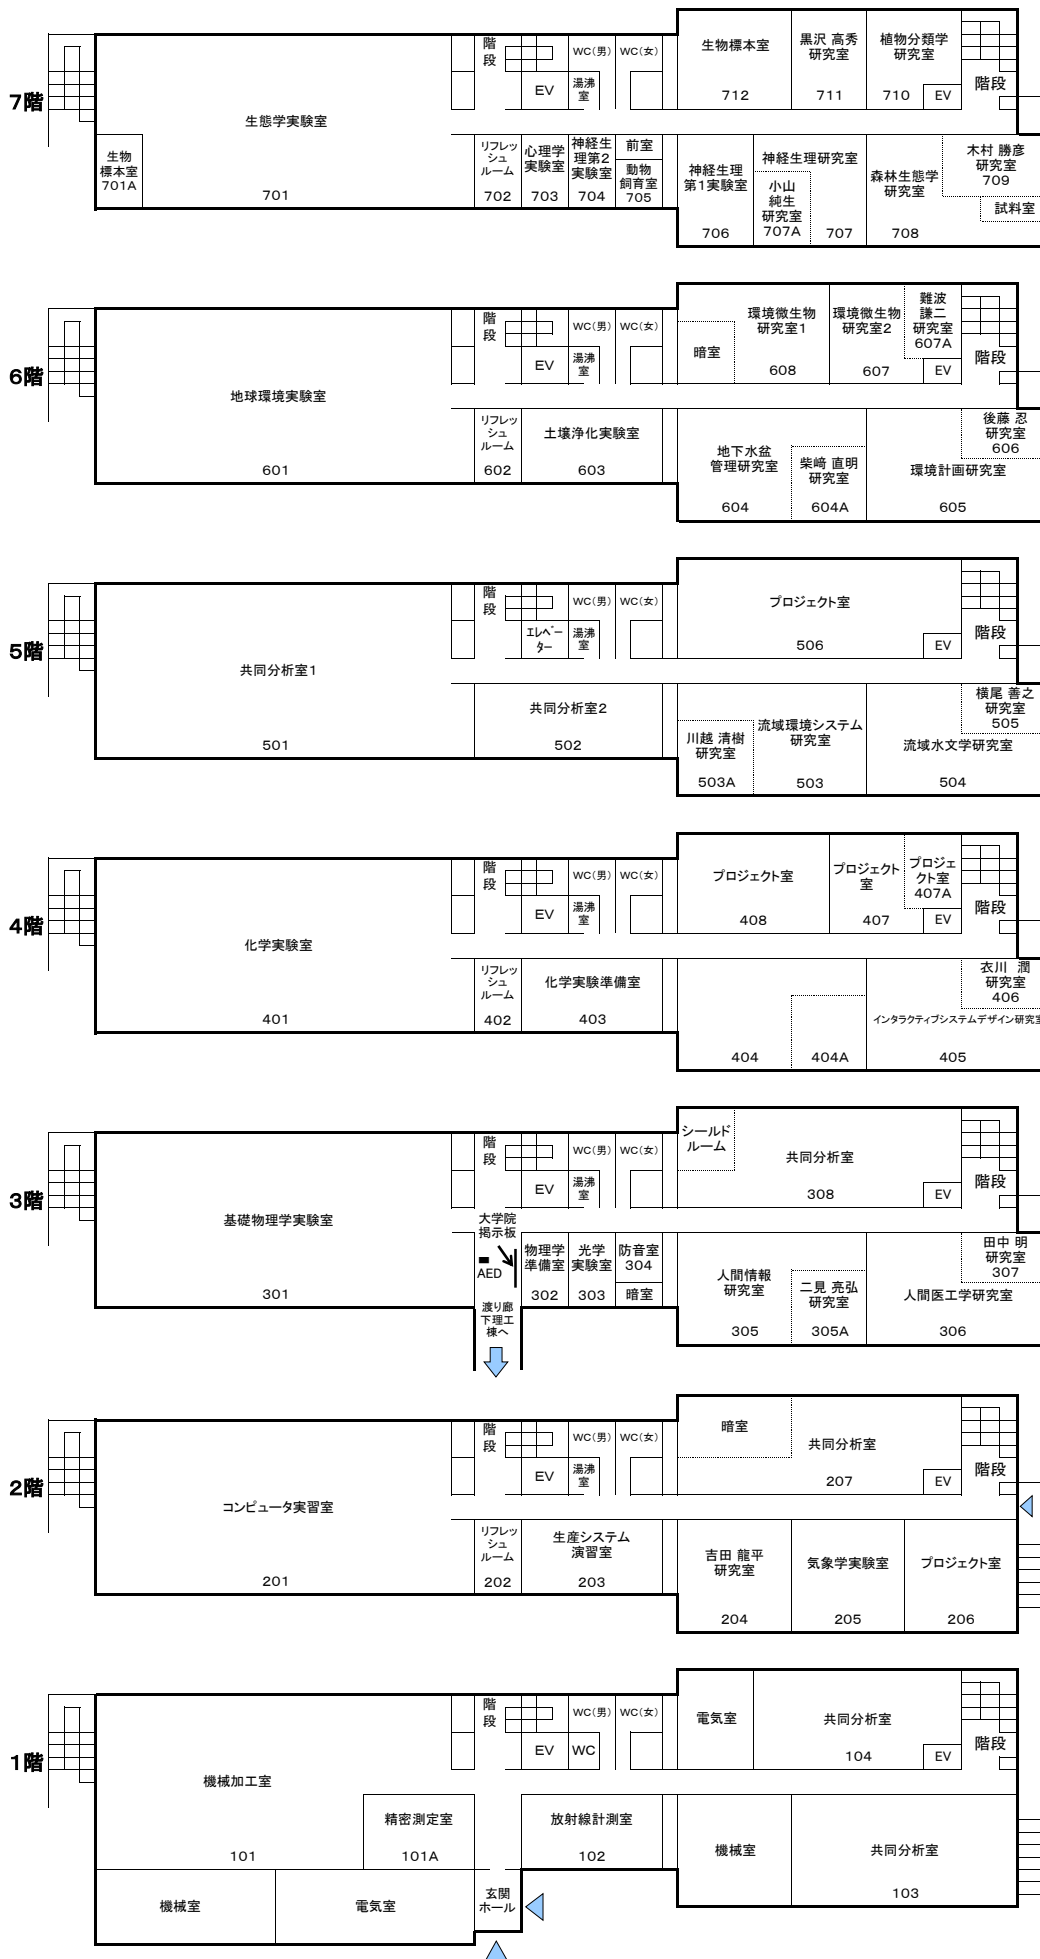 7階
生態学実験室
701
生物
標本室
701A
階
段
EV
WC(男)
WC(女)
湯沸
室
リフレッ
シュ
ルーム
702
心理学
実験室
703
神経生
理第2
実験室
704
前室
動物
飼育室
705
生物標本室
712
黒沢 高秀
研究室
711
植物分類学
研究室
710
EV
階段
神経生理
第1実験室
706
神経生理研究室
707
小山
純生
研究室
707A
森林生態学
研究室
708
木村 勝彦
研究室
709
試料室
6階
地球環境実験室
601
階
段
EV
WC(男)
WC(女)
湯沸
室
リフレッ
シュ
ルーム
602
土壌浄化実験室
603
暗室
環境微生物
研究室1
608
環境微生物
研究室2
607
難波
謙二
研究室
607A
EV
階段
地下水盆
管理研究室
604
柴﨑 直明
研究室
604A
環境計画研究室
605
後藤 忍
研究室
606
5階
共同分析室1
501
階
段
エレベー
ター
WC(男)
WC(女)
湯沸
室
共同分析室2
502
プロジェクト室
506
EV
階段
川越 清樹
研究室
503A
流域環境システム
研究室
503
流域水文学研究室
504
横尾 善之
研究室
505
4階
化学実験室
401
階
段
EV
WC(男)
WC(女)
湯沸
室
リフレッ
シュ
ルーム
402
化学実験準備室
403
プロジェクト室
408
プロジェクト
室
407
プロジェ
クト室
407A
EV
階段
404
404A
インタラクティブシステムデザイン研究室
405
衣川 潤
研究室
406
3階
基礎物理学実験室
301
階
段
EV
WC(男)
WC(女)
湯沸
室
大学院
掲示板
AED
渡り廊
下理工
棟へ
物理学
準備室
302
光学
実験室
303
防音室
304
暗室
シールド
ルーム
共同分析室
308
EV
階段
人間情報
研究室
305
二見 亮弘
研究室
305A
人間医工学研究室
306
田中 明
研究室
307
2階
コンピュータ実習室
201
階
段
EV
WC(男)
WC(女)
湯沸
室
リフレッ
シュ
ルーム
202
生産システム
演習室
203
暗室
共同分析室
207
EV
階段
吉田 龍平
研究室
204
気象学実験室
205
プロジェクト室
206
1階
機械加工室
101
精密測定室
101A
機械室
電気室
階
段
EV
WC(男)
WC(女)
WC
放射線計測室
102
玄関
ホール
電気室
共同分析室
104
EV
階段
機械室
共同分析室
103